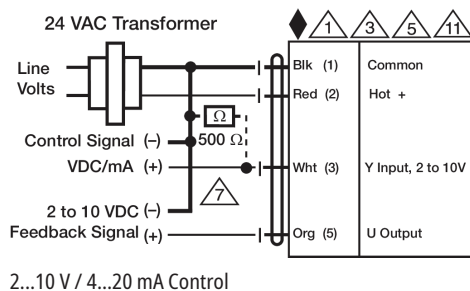 24 VAC Transformer
1 3 5 11
Line
Volts
Blk (1) Common
Red (2) Hot +
Ω
500 Ω
Control Signal (–)
VDC/mA (+)
Wht (3) Y Input, 2 to 10V
7
2 to 10 VDC (–)
Feedback Signal (+)
Org (5) U Output
2...10 V / 4...20 mA Control